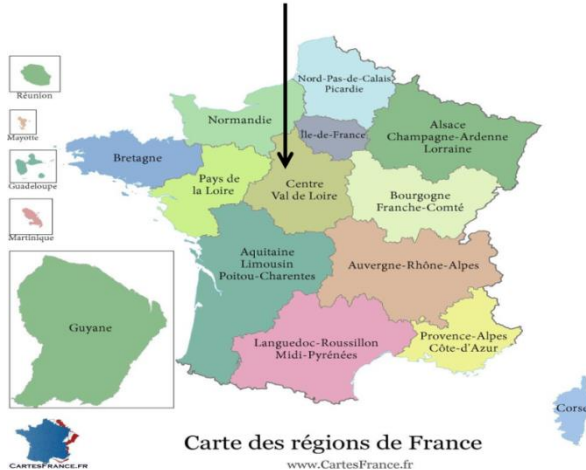 Nord-Pas-de-Calais
Picardie
Réunion
Normandie
Île-de-France
Alsace
Champagne-Ardenne
Lorraine
Mayotte
Bretagne
Pays de
la Loire
Centre
Val de Loire
Bourgogne
Franche-Comté
Guadeloupe
Martinique
Aquitaine
Limousin
Poitou-Charentes
Auvergne-Rhône-Alpes
Guyane
Languedoc-Roussillon
Midi-Pyrénées
Provence-Alpes
Côte-d'Azur
Corse
CARTESFRANCE.FR
Carte des régions de France
www.CartesFrance.fr